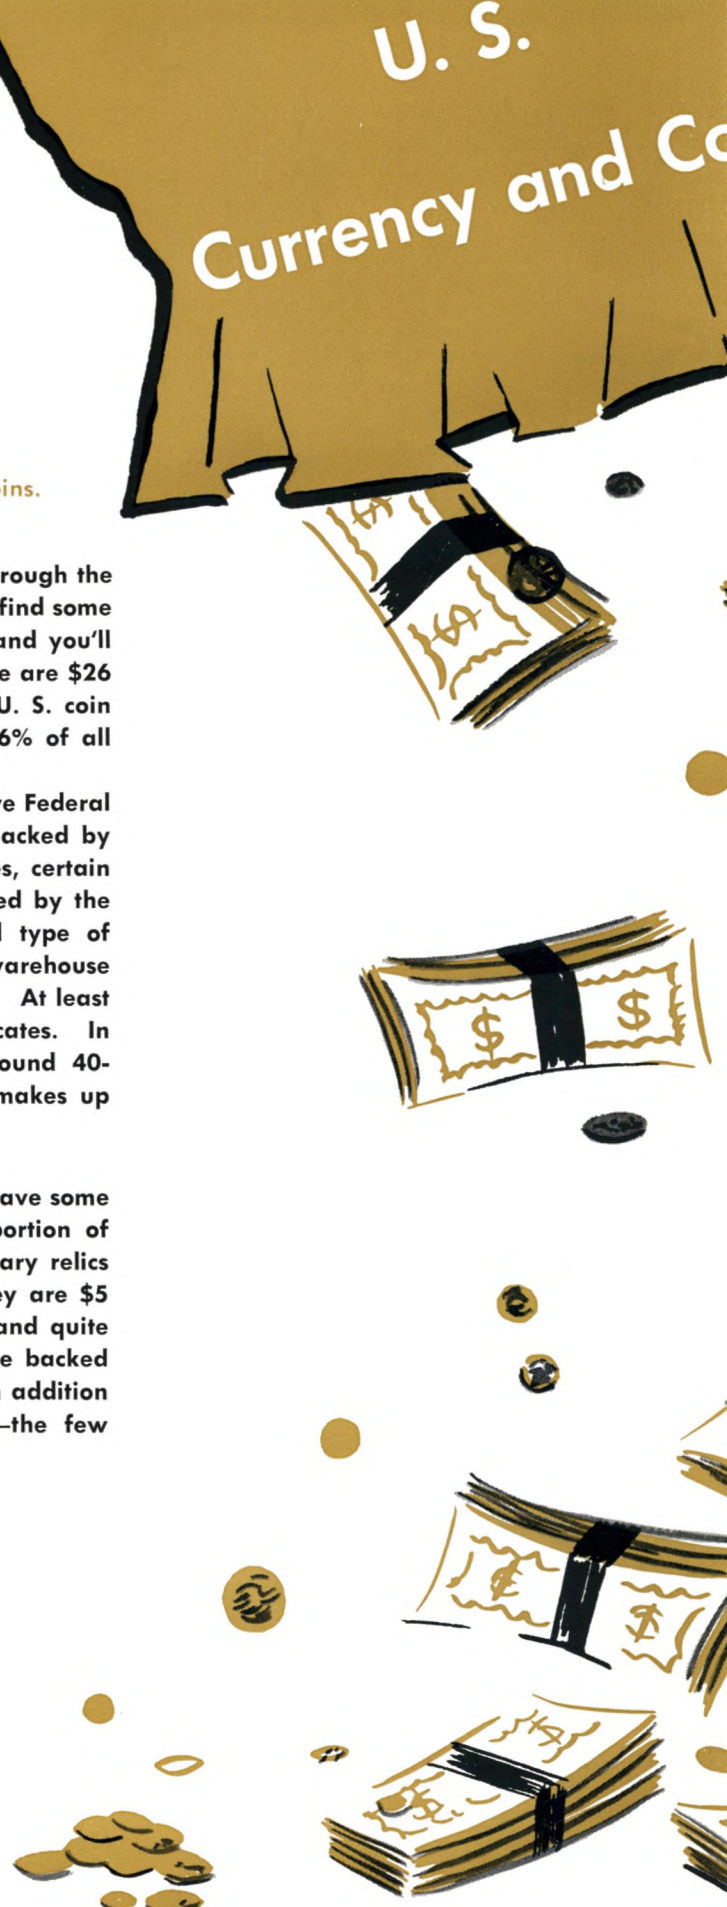 U. S.
Currency and Co
ins.
rough the
find some
and you'll
e are $26
U. S. coin
6% of all
ve Federal
acked by
es, certain
ed by the
l type of
warehouse
At least
cates. In
ound 40-
makes up
ave some
portion of
ary relics
ey are $5
and quite
e backed
n addition
—the few